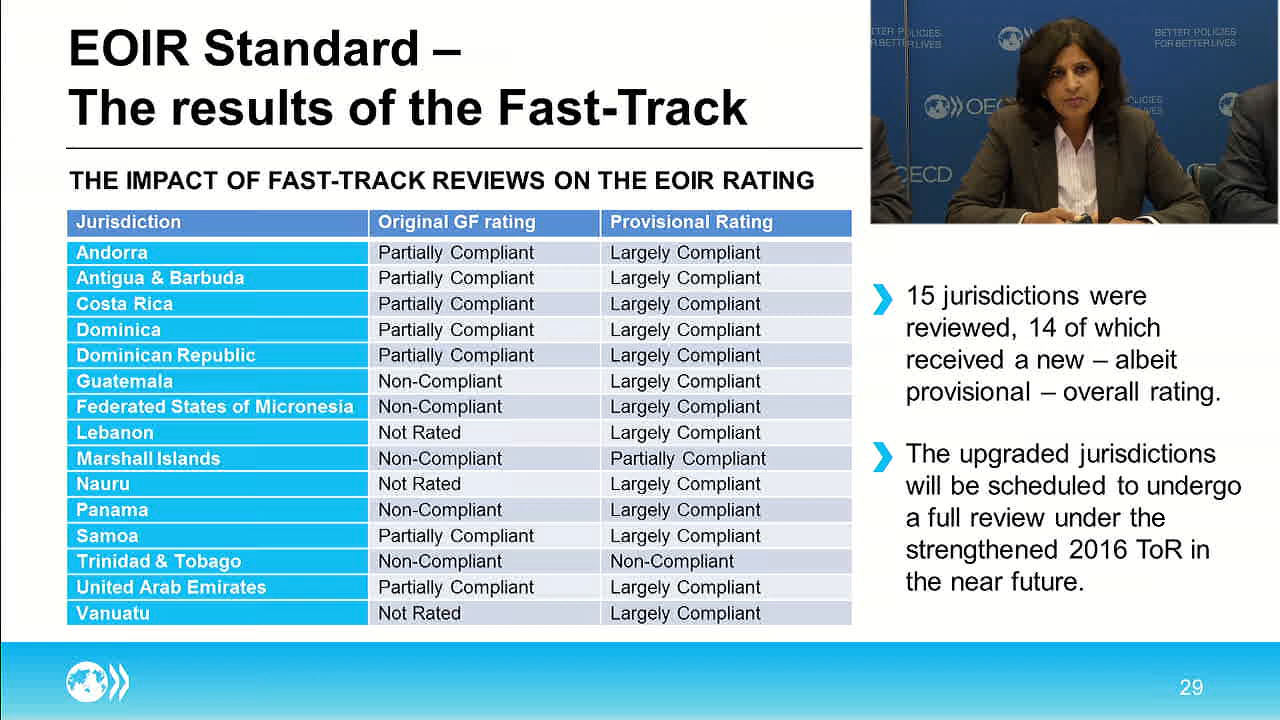 EOIR Standard –
The results of the Fast-Track
THE IMPACT OF FAST-TRACK REVIEWS ON THE EOIR RATING
Jurisdiction Original GF rating Provisional Rating
Andorra Partially Compliant Largely Compliant
Antigua & Barbuda Partially Compliant Largely Compliant
Costa Rica Partially Compliant Largely Compliant
Dominica Partially Compliant Largely Compliant
Dominican Republic Partially Compliant Largely Compliant
Guatemala Non-Compliant Largely Compliant
Federated States of Micronesia Non-Compliant Largely Compliant
Lebanon Not Rated Largely Compliant
Marshall Islands Non-Compliant Partially Compliant
Nauru Not Rated Largely Compliant
Panama Non-Compliant Largely Compliant
Samoa Partially Compliant Largely Compliant
Trinidad & Tobago Non-Compliant Non-Compliant
United Arab Emirates Partially Compliant Largely Compliant
Vanuatu Not Rated Largely Compliant
BETTER POLICIES
FOR BETTER LIVES
OECD
15 jurisdictions were
reviewed, 14 of which
received a new – albeit
provisional – overall rating.
The upgraded jurisdictions
will be scheduled to undergo
a full review under the
strengthened 2016 ToR in
the near future.
29